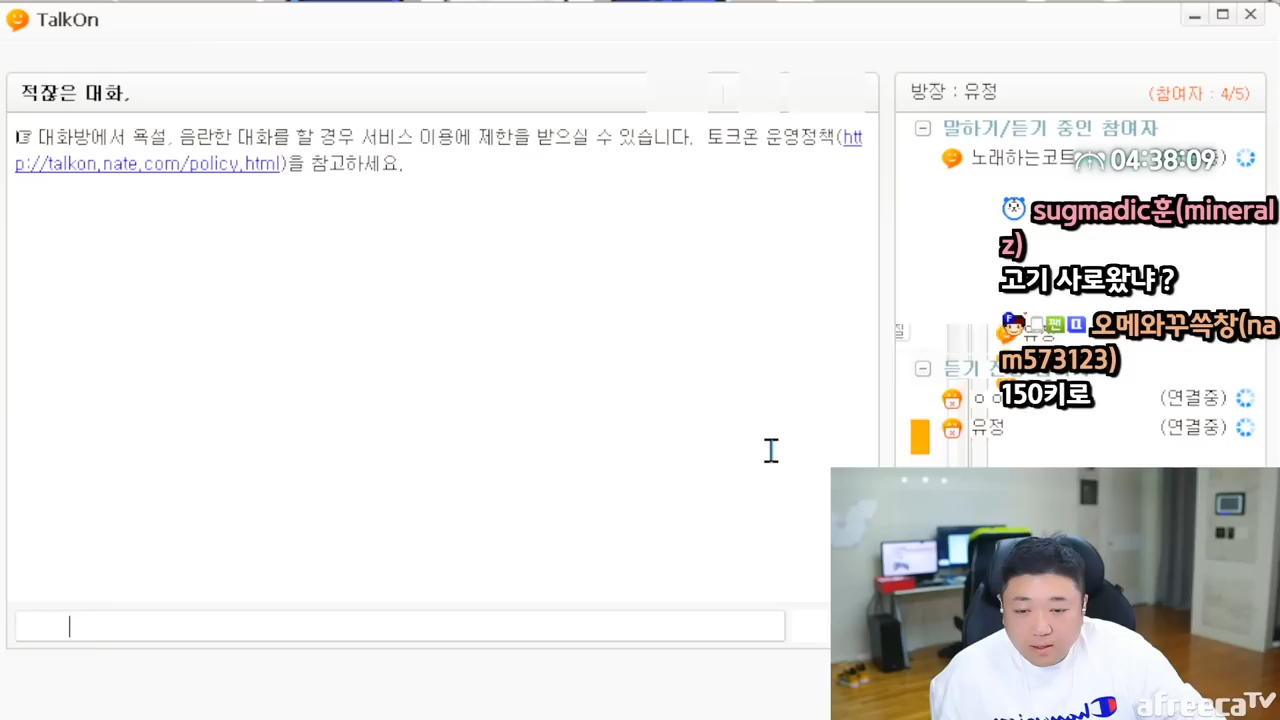 TalkOn
적잖은 대화,
☞ 대화방에서 욕설, 음란한 대화를 할 경우 서비스 이용에 제한을 받으실 수 있습니다, 토크온 운영정책(htt
p://talkon,nate,com/policy,html)을 참고하세요,
방장 : 유정
(참여자 : 4/5)
말하기/듣기 중인 참여자
노래하는코트
04:38:09
sugmadic훈(mineral
z)
고기 사로왔냐?
팬
오메와꾸쓱창(na
m573123)
150키로
듣기
ㅇ
(연결중)
유정
(연결중)
Champion
afreecaTV